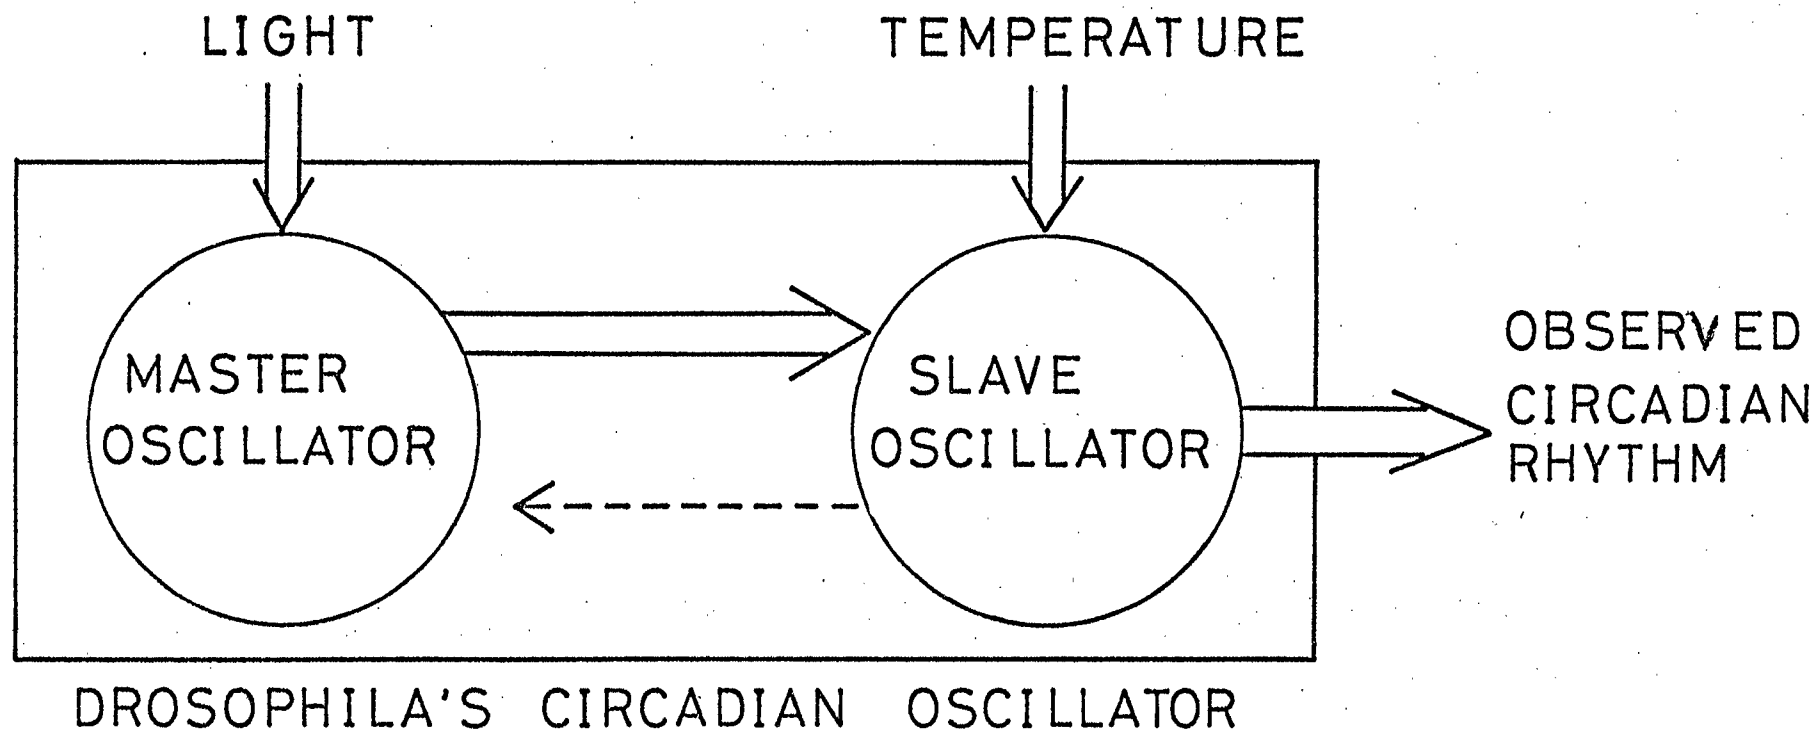 LIGHT
TEMPERATURE
MASTER
OSCILLATOR
SLAVE
OSCILLATOR
OBSERVED
CIRCADIAN
RHYTHM
DROSOPHILA'S CIRCADIAN OSCILLATOR